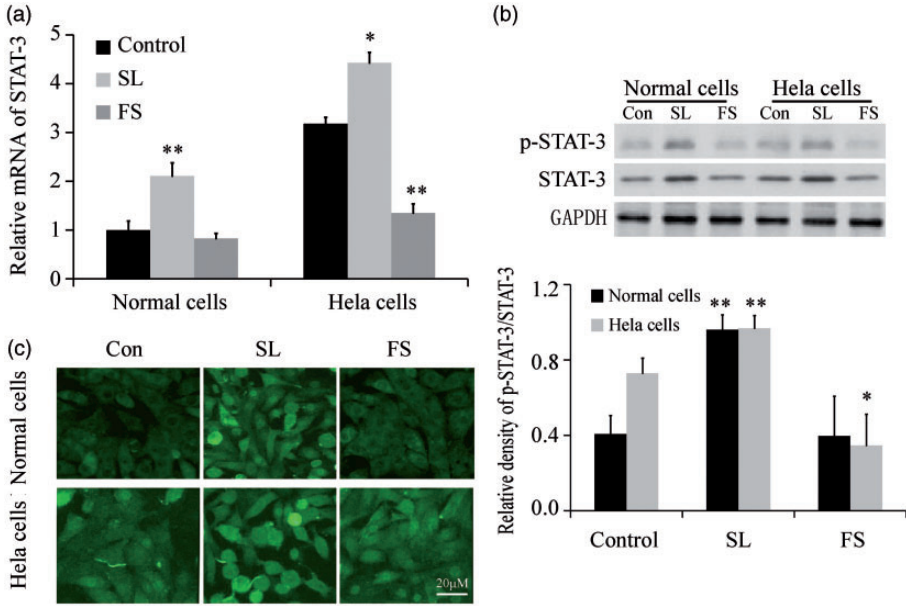 (a)
Relative mRNA of STAT-3
5
4
3
2
1
0
Control
SL
FS
**
*
**
Normal cells
Hela cells
(b)
Normal cells Hela cells
Con SL FS Con SL FS
p-STAT-3
STAT-3
GAPDH
Relative density of p-STAT-3/STAT-3
1.2
0.8
0.4
0.0
Normal cells
Hela cells
** **
*
Control SL FS
(c)
Con SL FS
Normal cells
Hela cells
20μM